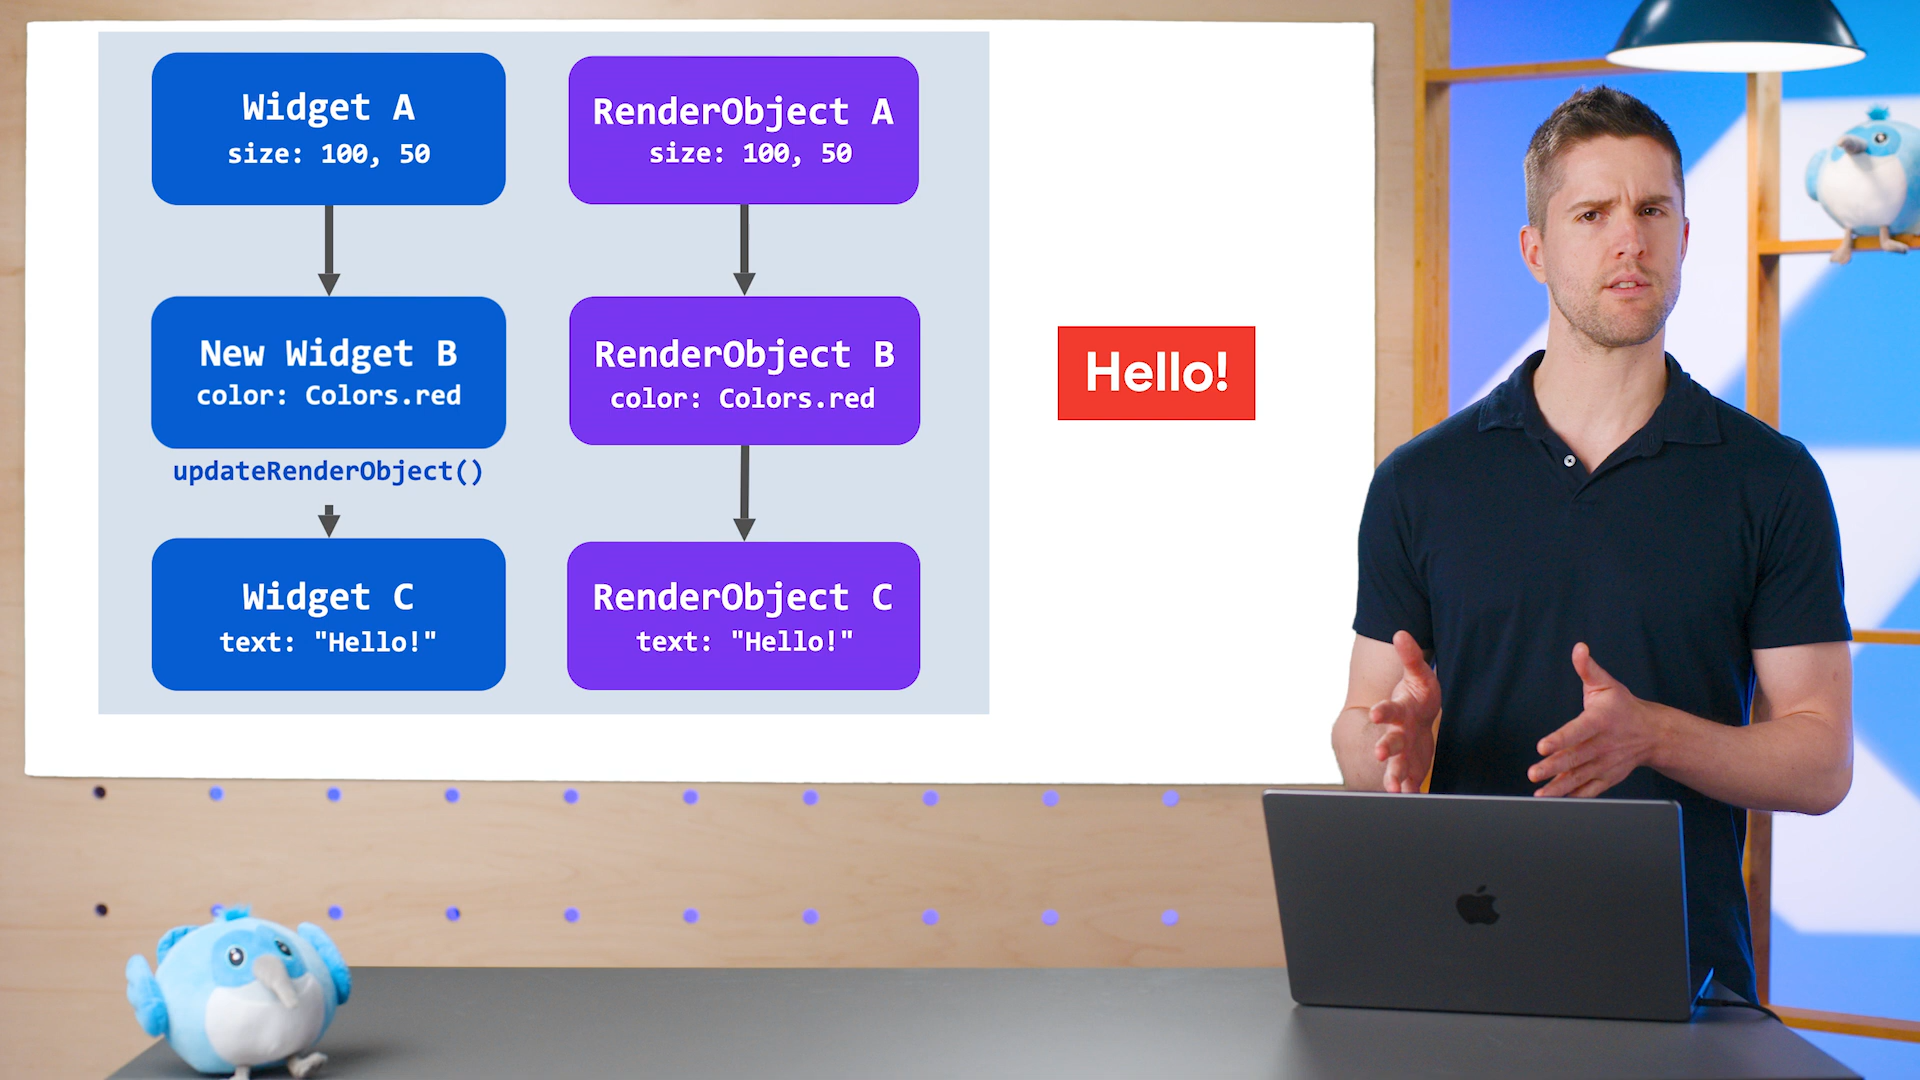 Widget A
size: 100, 50
RenderObject A
size: 100, 50
New Widget B
color: Colors.red
updateRenderObject()
RenderObject B
color: Colors.red
Widget C
text: "Hello!"
RenderObject C
text: "Hello!"
Hello!